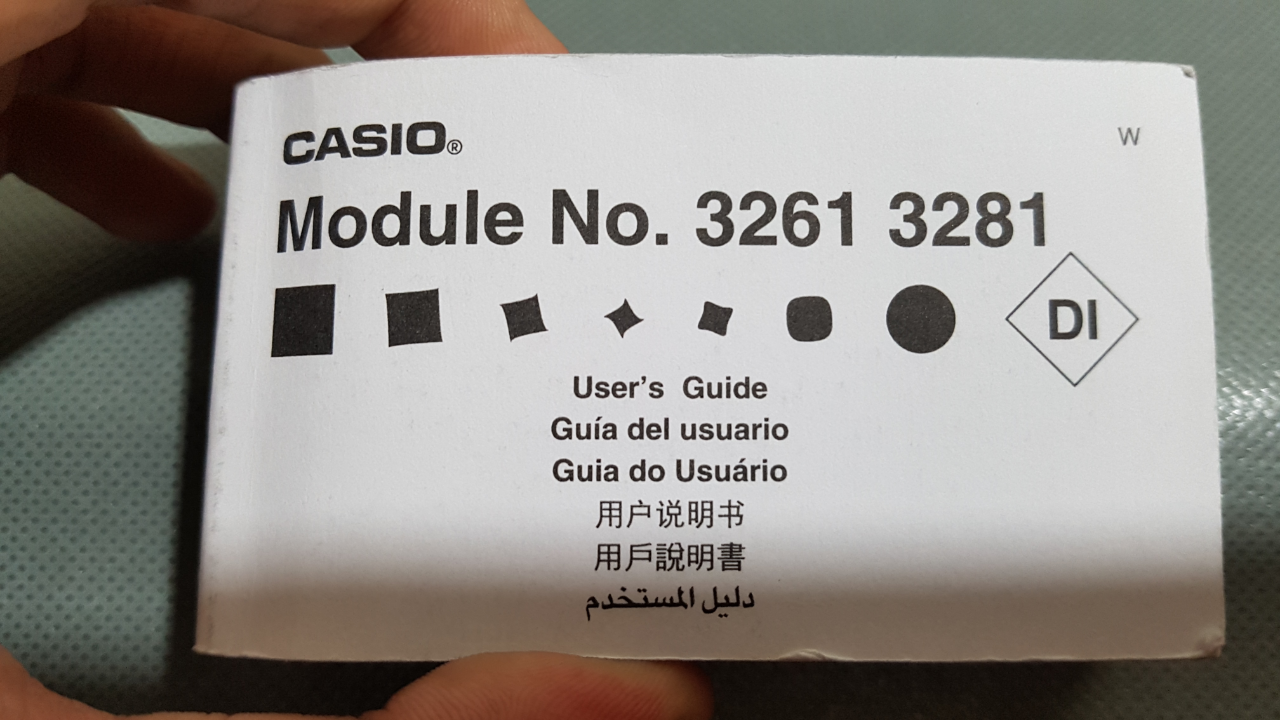 CASIO®
W
Module No. 3261 3281
DI
User's Guide
Guía del usuario
Guia do Usuário
用户说明书
用戶說明書
دليل المستخدم